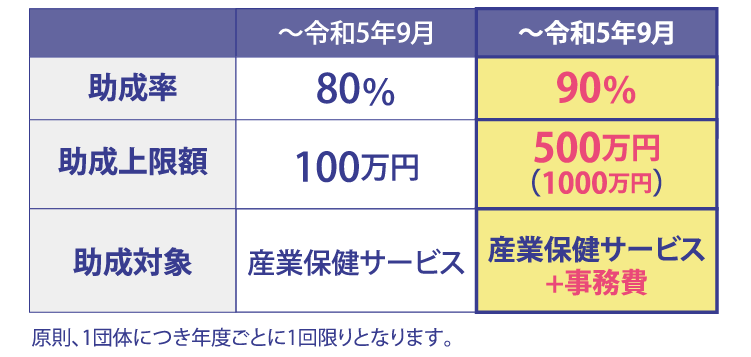 ～令和5年9月 ～令和5年9月
助成率 80% 90%
助成上限額 100万円 500万円
(1000万円)
助成対象 産業保健サービス 産業保健サービス
+事務費
原則、1団体につき年度ごとに1回限りとなります。